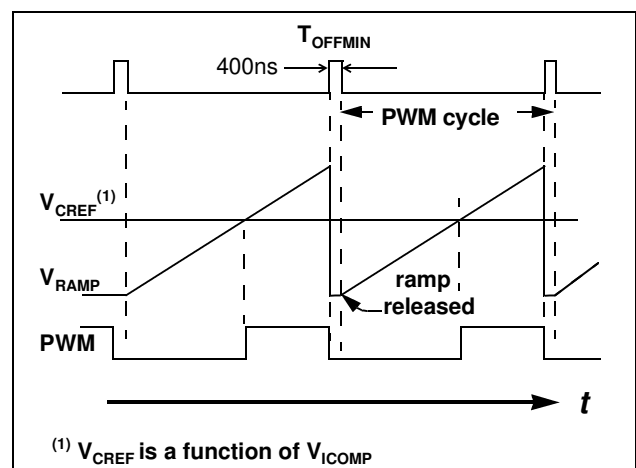 T_OFFMIN
400ns
PWM cycle
V_CREF^(1)
V_RAMP
ramp
released
PWM
t
(1) V_CREF is a function of V_ICOMP